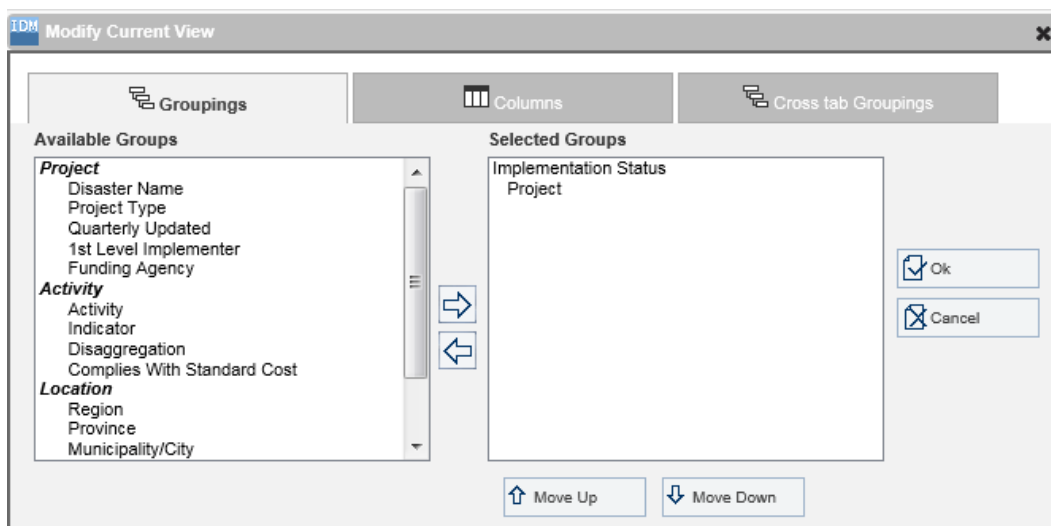 IDM Modify Current View
Groupings
Columns
Cross tab Groupings
Available Groups
Project
Disaster Name
Project Type
Quarterly Updated
1st Level Implementer
Funding Agency
Activity
Activity
Indicator
Disaggregation
Complies With Standard Cost
Location
Region
Province
Municipality/City
Selected Groups
Implementation Status
Project
Ok
Cancel
Move Up
Move Down